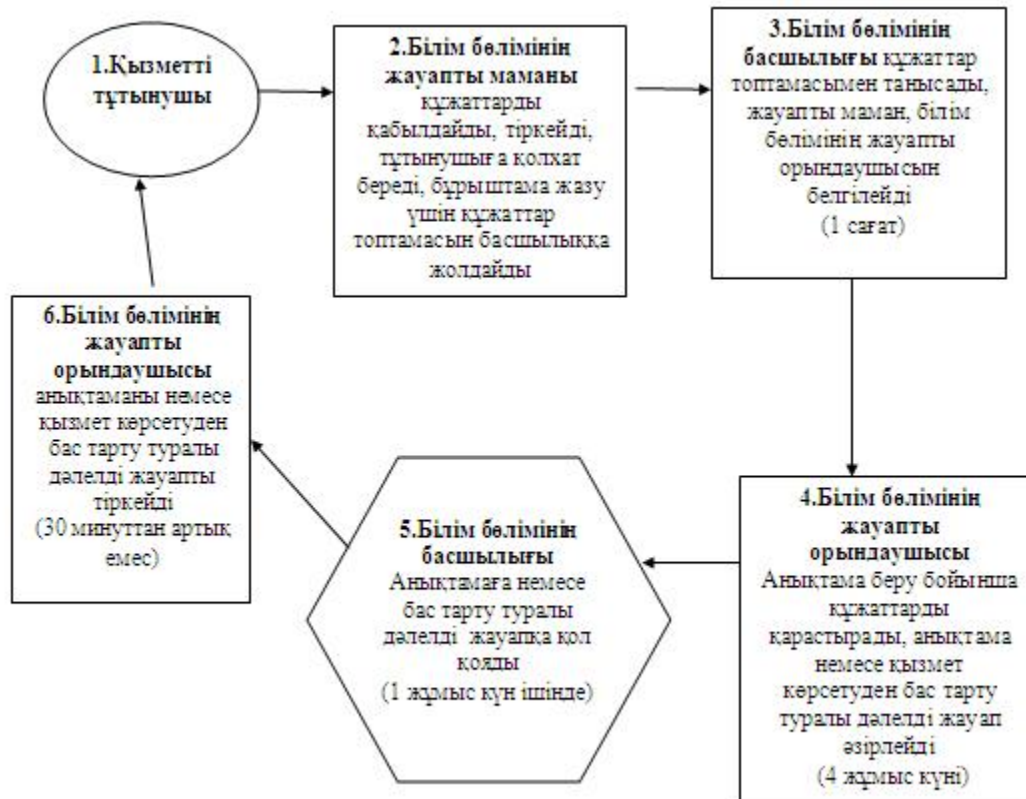 1.Қызметті
тұтынушы
2.Білім бөлімінің
жауапты маманы
құжаттарды
қабылдайды, тіркейді,
тұтынушыға қолхат
береді, бұрыштама жазу
үшін құжаттар
топтамасын басшылыққа
жолдайды
3.Білім бөлімінің
басшылығы құжаттар
топтамасымен танысады,
жауапты маман, білім
бөлімінің жауапты
орындаушысын
белгілейді
(1 сағат)
4.Білім бөлімінің
жауапты
орындаушысы
Анықтама беру бойынша
құжаттарды
қарастырады, анықтама
немесе қызмет
көрсетуден бас тарту
туралы дәлелді жауап
әзірлейді
(4 жұмыс күні)
5.Білім бөлімінің
басшылығы
Анықтамаға немесе
бас тарту туралы
дәлелді жауапқа қол
қояды
(1 жұмыс күн ішінде)
6.Білім бөлімінің
жауапты
орындаушысы
анықтаманы немесе
қызмет көрсетуден
бас тарту туралы
дәлелді жауапты
тіркейді
(30 минуттан артық
емес)